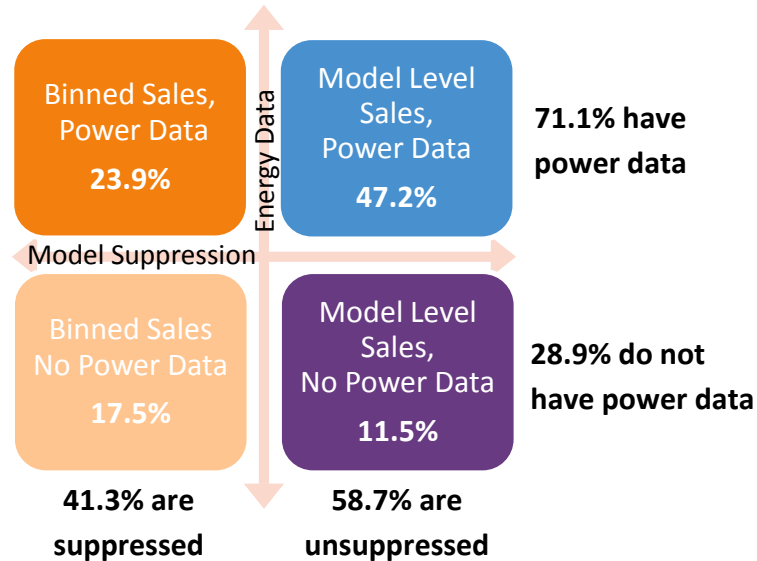 Binned Sales,
Power Data
23.9%
Energy Data
Model Level
Sales,
Power Data
47.2%
71.1% have
power data
Model Suppression
Binned Sales
No Power Data
17.5%
Model Level
Sales,
No Power Data
11.5%
28.9% do not
have power data
41.3% are
suppressed
58.7% are
unsuppressed